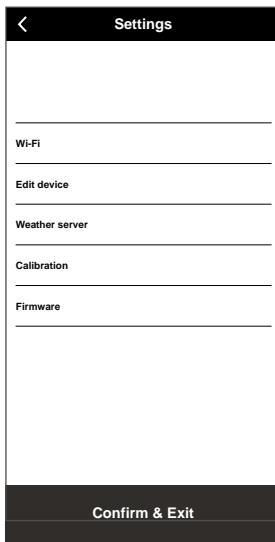 Settings
Wi-Fi
Edit device
Weather server
Calibration
Firmware
Confirm & Exit